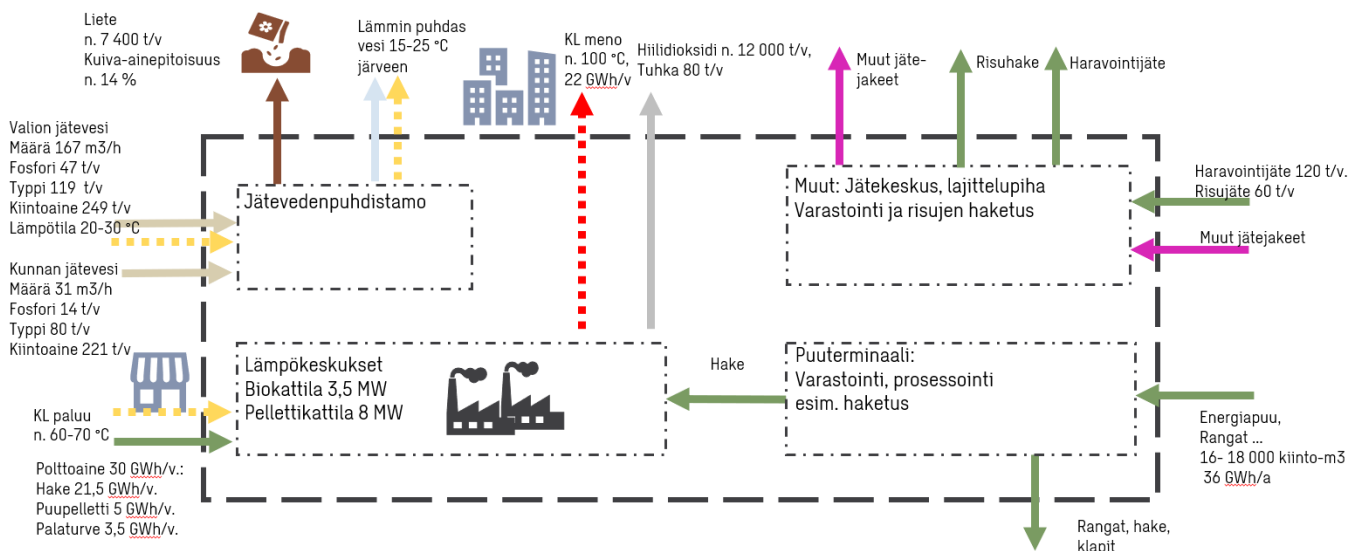 Liete
n. 7 400 t/v
Kuiva-ainepitoisuus
n. 14 %
Lämmin puhdas
vesi 15-25 °C
järveen
KL meno
n. 100 °C,
22 GWh/v
Hiilidioksidi n. 12 000 t/v,
Tuhka 80 t/v
Muut jäte-
jakeet
Risuhake
Haravointijäte
Valion jätevesi
Määrä 167 m3/h
Fosfori 47 t/v
Typpi 119 t/v
Kiintoaine 249 t/v
Lämpötila 20-30 °C
Kunnan jätevesi
Määrä 31 m3/h
Fosfori 14 t/v
Typpi 80 t/v
Kiintoaine 221 t/v
Jätevedenpuhdistamo
Muut: Jätekeskus, lajittelupiha
Varastointi ja risujen haketus
Haravointijäte 120 t/v.
Risujäte 60 t/v
Muut jätejakeet
KL paluu
n. 60-70 °C
Polttoaine 30 GWh/v.:
Hake 21,5 GWh/v.
Puupelletti 5 GWh/v.
Palaturve 3,5 GWh/v.
Lämpökeskukset
Biokattila 3,5 MW
Pellettikattila 8 MW
Hake
Puuterminaali:
Varastointi, prosessointi
esim. haketus
Energiapuu,
Rangat ...
16- 18 000 kiinto-m3
36 GWh/a
Rangat, hake,
klapit